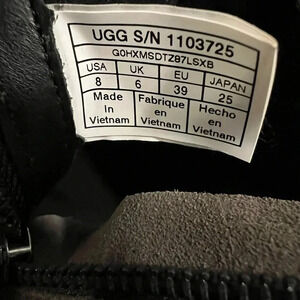 UGG S/N 1103725
G0HXMSDTZ87LSXB
USA UK EU JAPAN
8 6 39 25
Made In Vietnam
Fabrique en Vietnam
Hecho en Vietnam